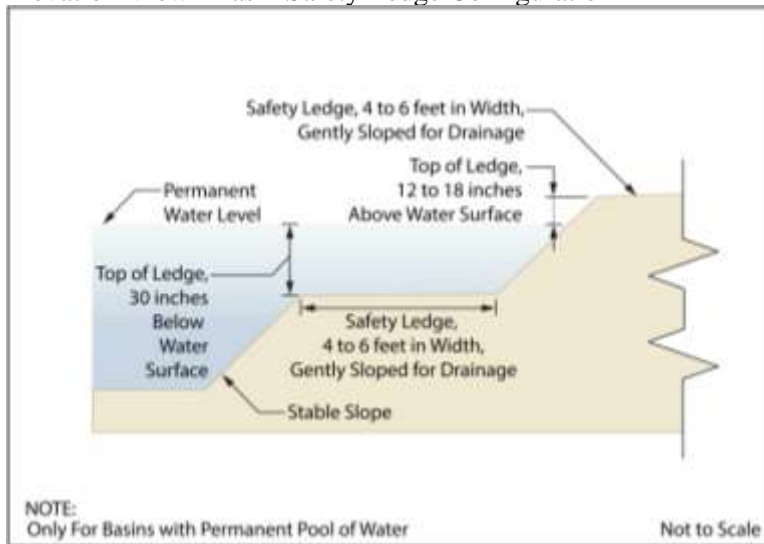 Safety Ledge, 4 to 6 feet in Width,
Gently Sloped for Drainage
Top of Ledge,
12 to 18 inches
Above Water Surface
Permanent
Water Level
Top of Ledge,
30 inches
Below
Water
Surface
Safety Ledge,
4 to 6 feet in Width,
Gently Sloped for Drainage
Stable Slope
NOTE:
Only For Basins with Permanent Pool of Water
Not to Scale